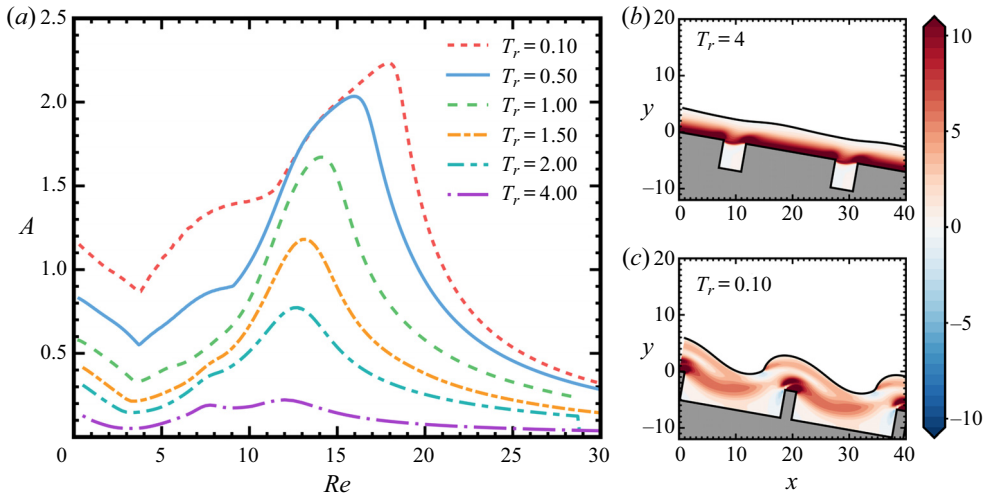 (a)
2.5
2.0
1.5
1.0
0.5
A
0 5 10 15 20 25 30
Re
T_r = 0.10
T_r = 0.50
T_r = 1.00
T_r = 1.50
T_r = 2.00
T_r = 4.00
(b)
20
10
0
−10
y
T_r = 4
0 10 20 30 40
(c)
20
10
0
−10
y
T_r = 0.10
0 10 20 30 40
x
10
5
0
−5
−10